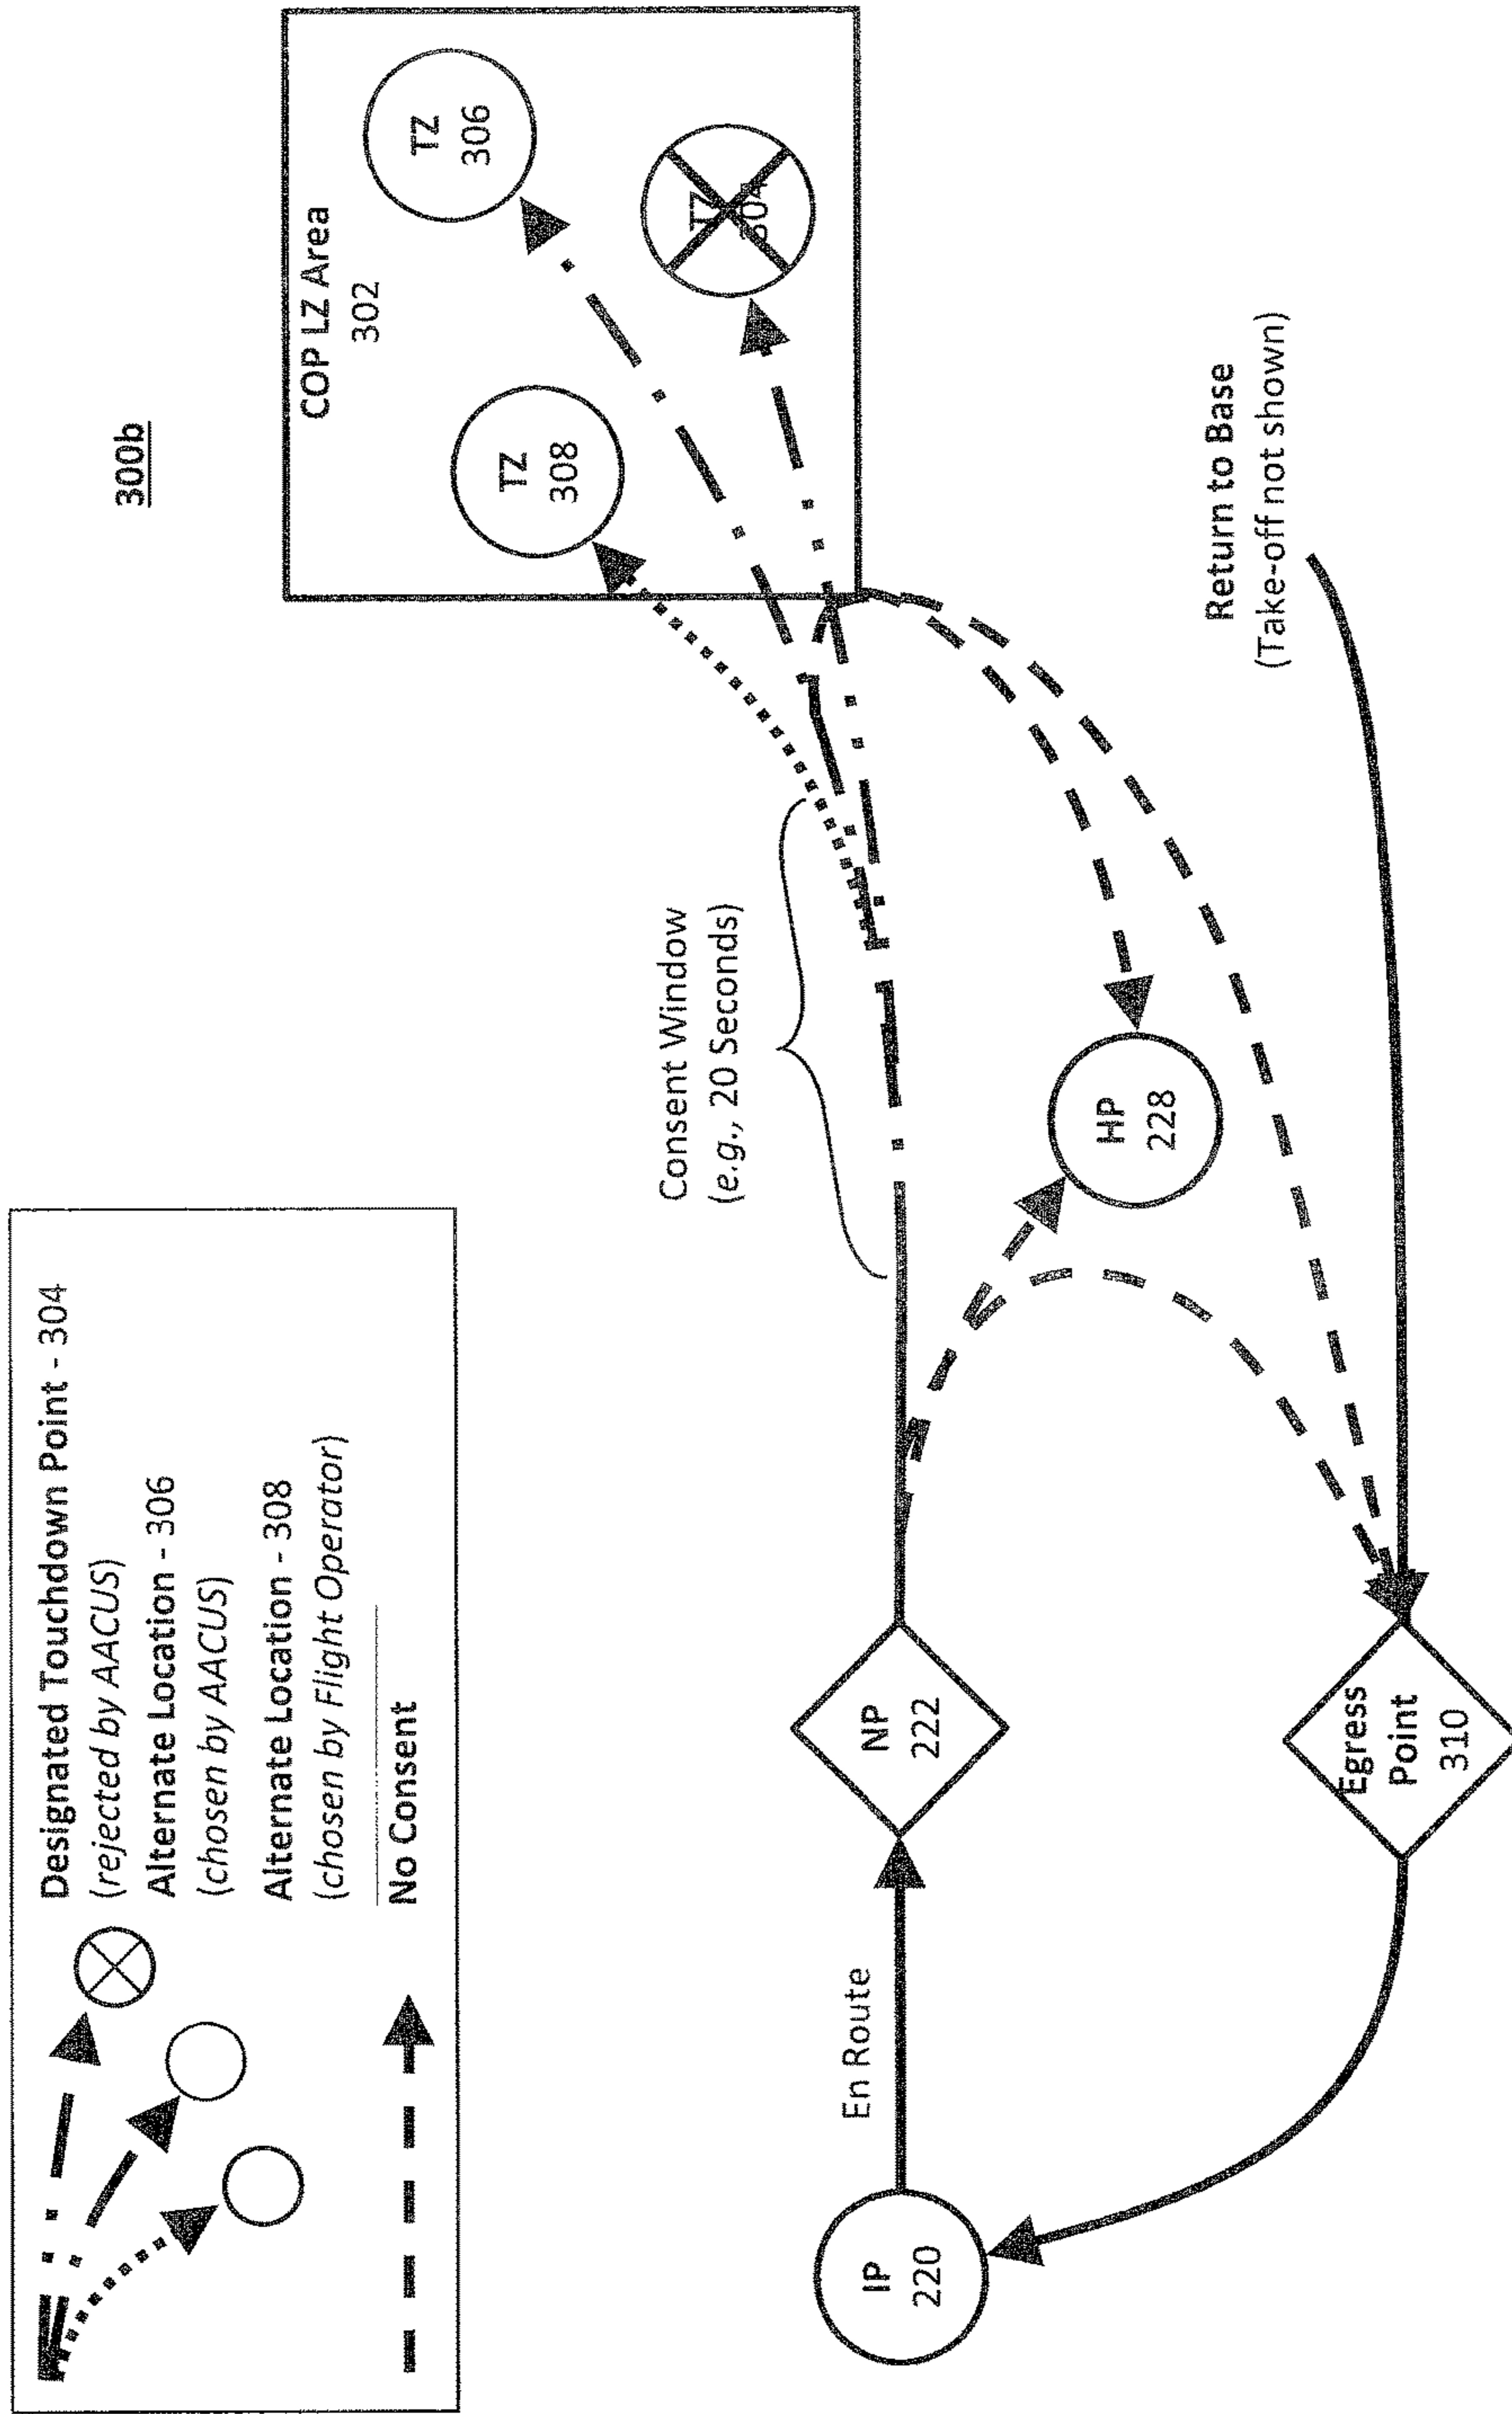 300b
Designated Touchdown Point - 304
(rejected by AACUS)
Alternate Location - 306
(chosen by AACUS)
Alternate Location - 308
(chosen by Flight Operator)
No Consent
COP LZ Area
302
TZ
308
TZ
306
TZ
304
Consent Window
(e.g., 20 Seconds)
En Route
IP
220
NP
222
HP
228
Egress
Point
310
Return to Base
(Take-off not shown)